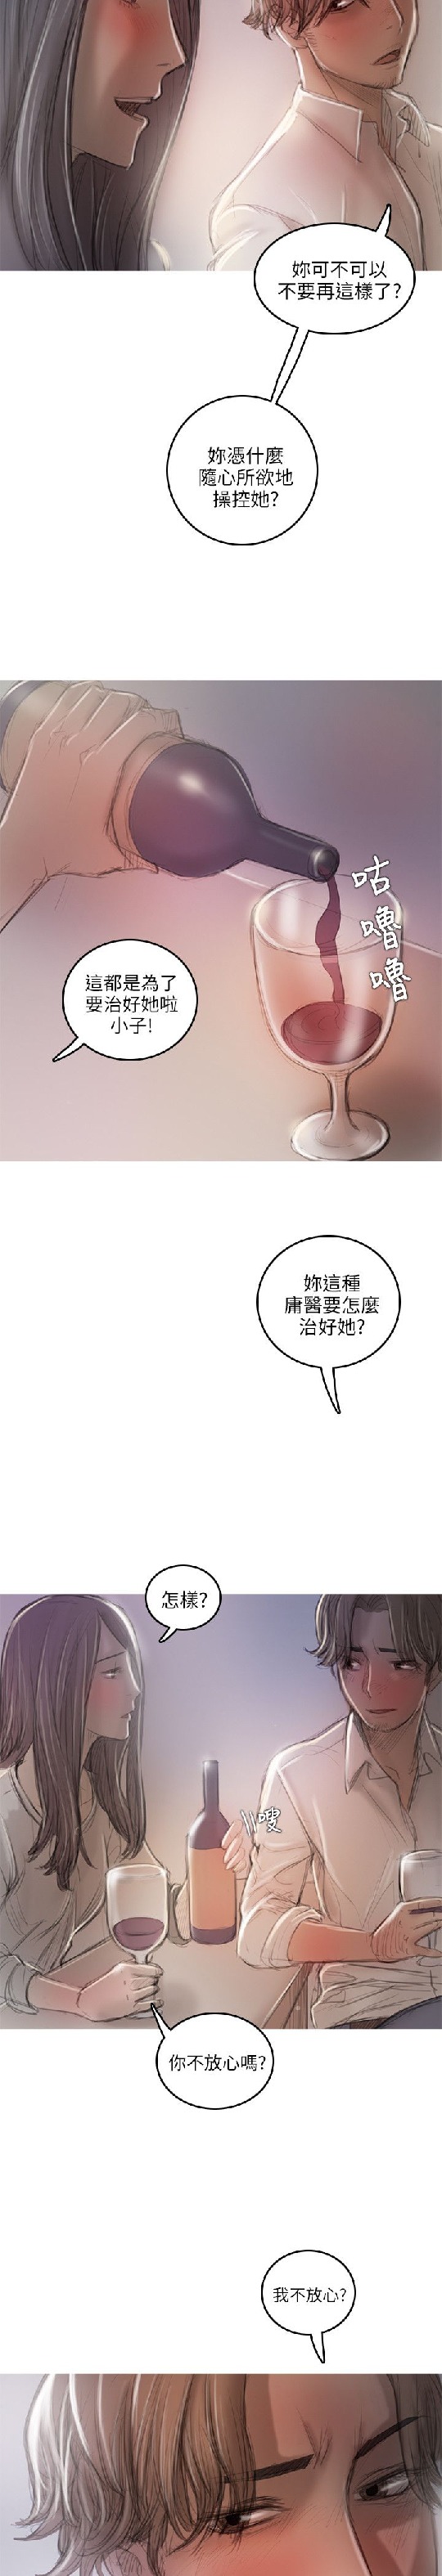 妳可不可以
不要再這樣了?
妳憑什麼
隨心所欲地
操控她?
咕
嚕
嚕
這都是為了
要治好她啦
小子!
妳這種
庸醫要怎麼
治好她?
怎樣?
嗖
你不放心嗎?
我不放心?